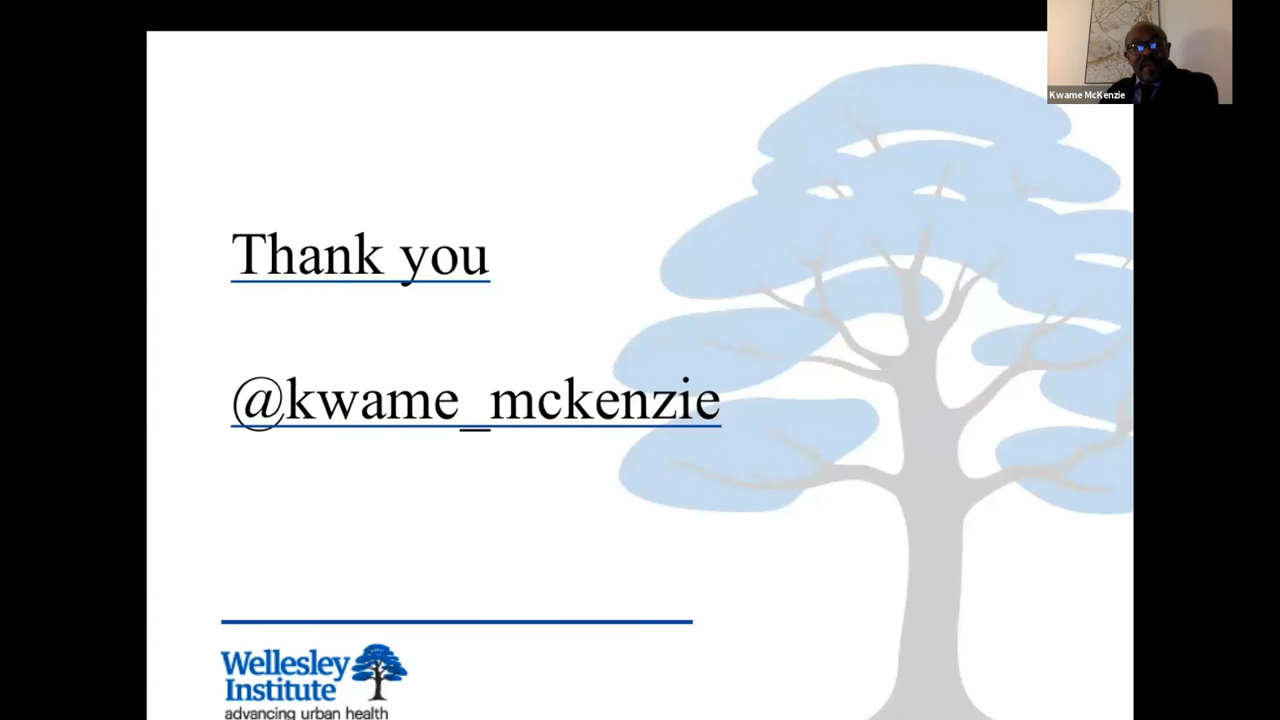 Kwame McKenzie
Thank you
@kwame_mckenzie
Wellesley
Institute
advancing urban health